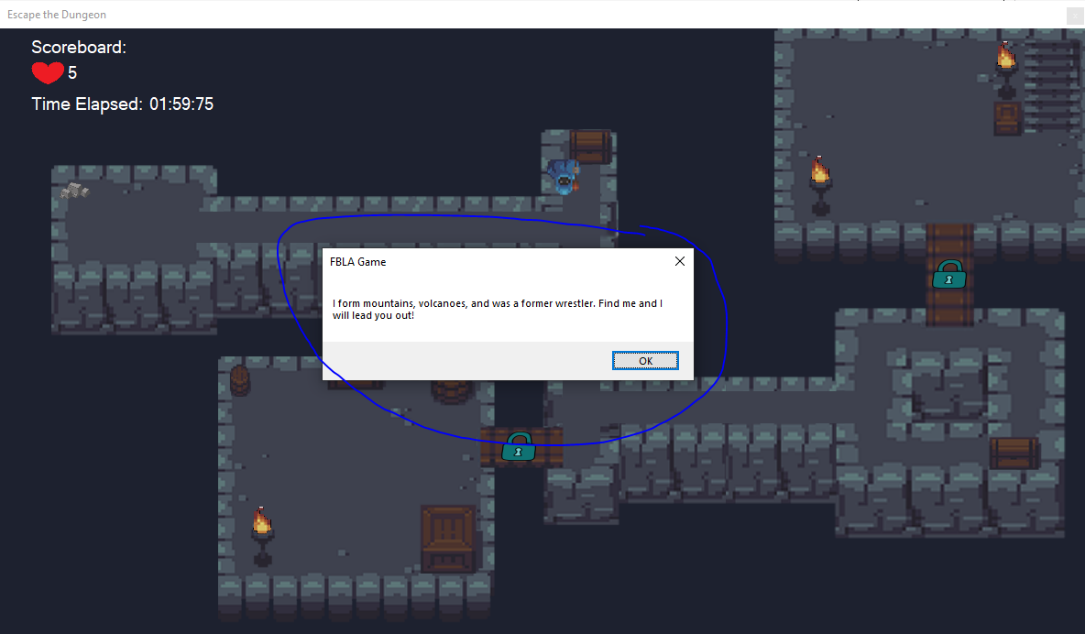 Escape the Dungeon
Scoreboard:
5
Time Elapsed: 01:59:75
FBLA Game
I form mountains, volcanoes, and was a former wrestler. Find me and I
will lead you out!
OK